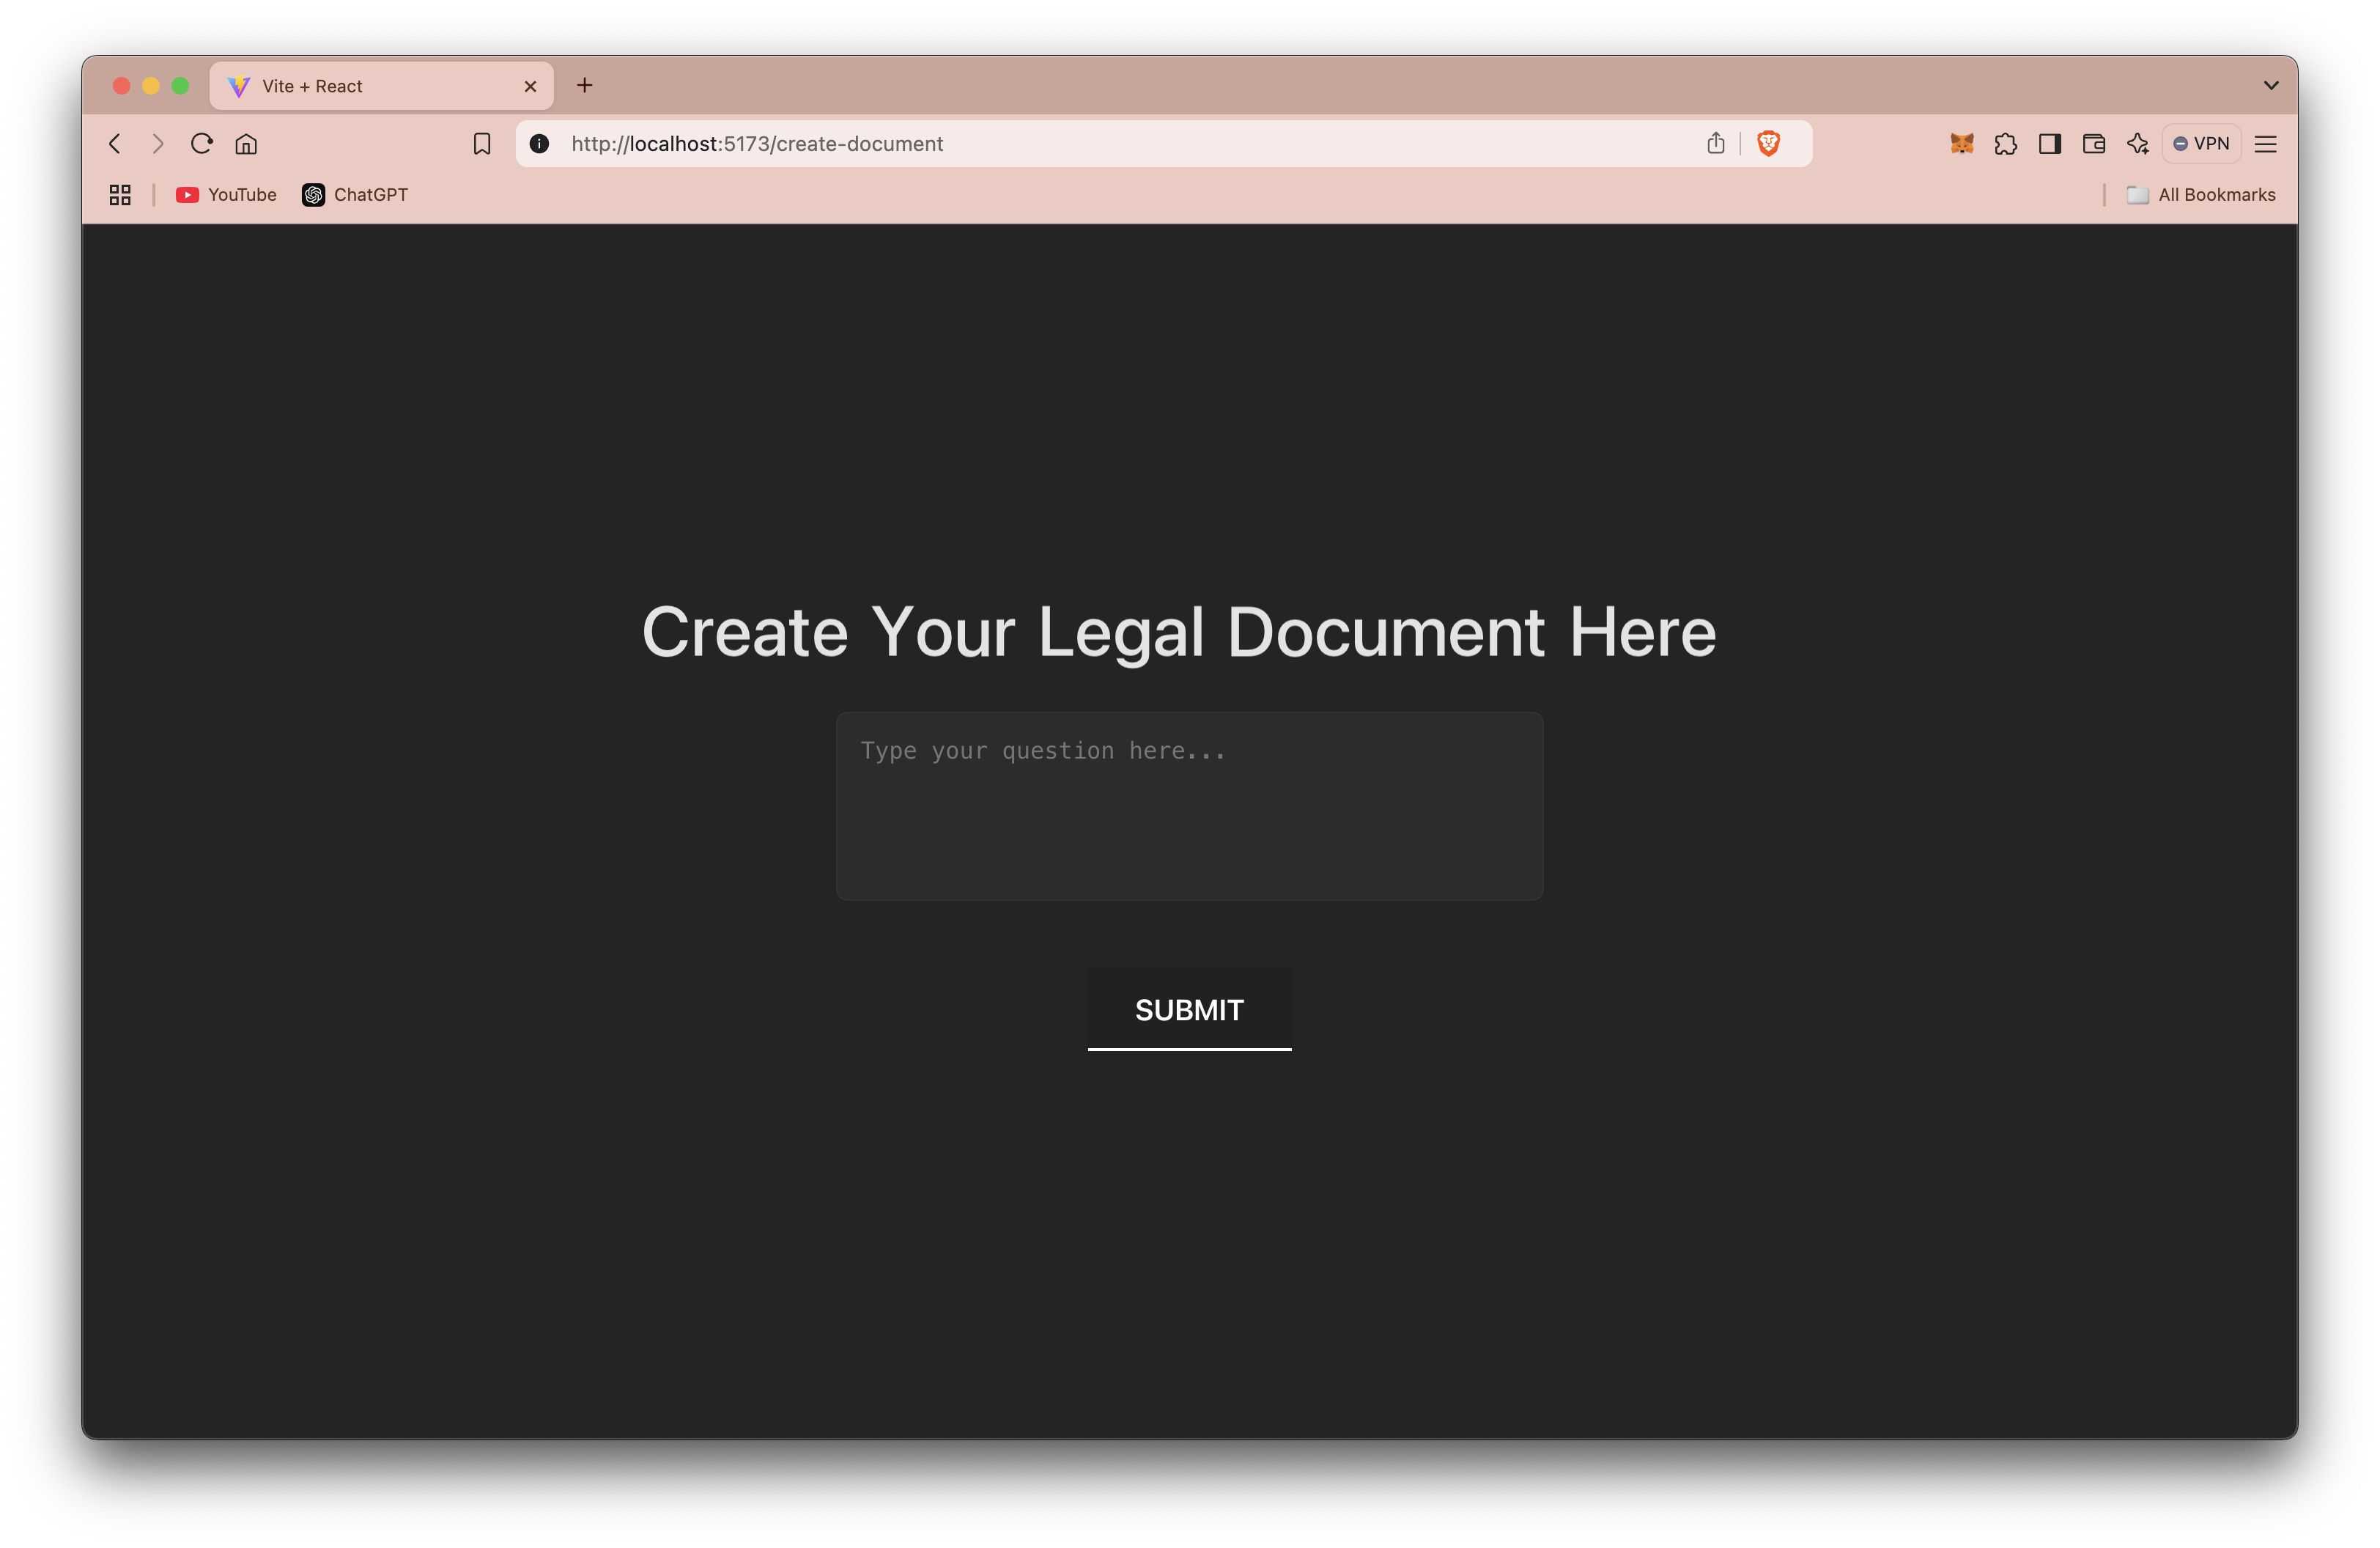 Vite + React
http://localhost:5173/create-document
VPN
YouTube
ChatGPT
All Bookmarks
Create Your Legal Document Here
Type your question here...
SUBMIT